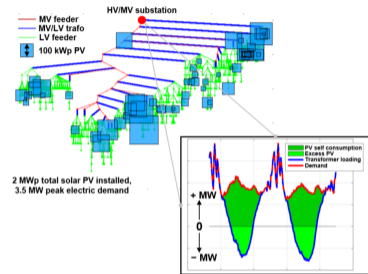 HV/MV substation
MV feeder
MV/LV trafo
LV feeder
100 kWp PV
2 MWp total solar PV installed,
3.5 MW peak electric demand
PV self consumption
Excess PV
Transformer loading
Demand
+ MW
0
− MW